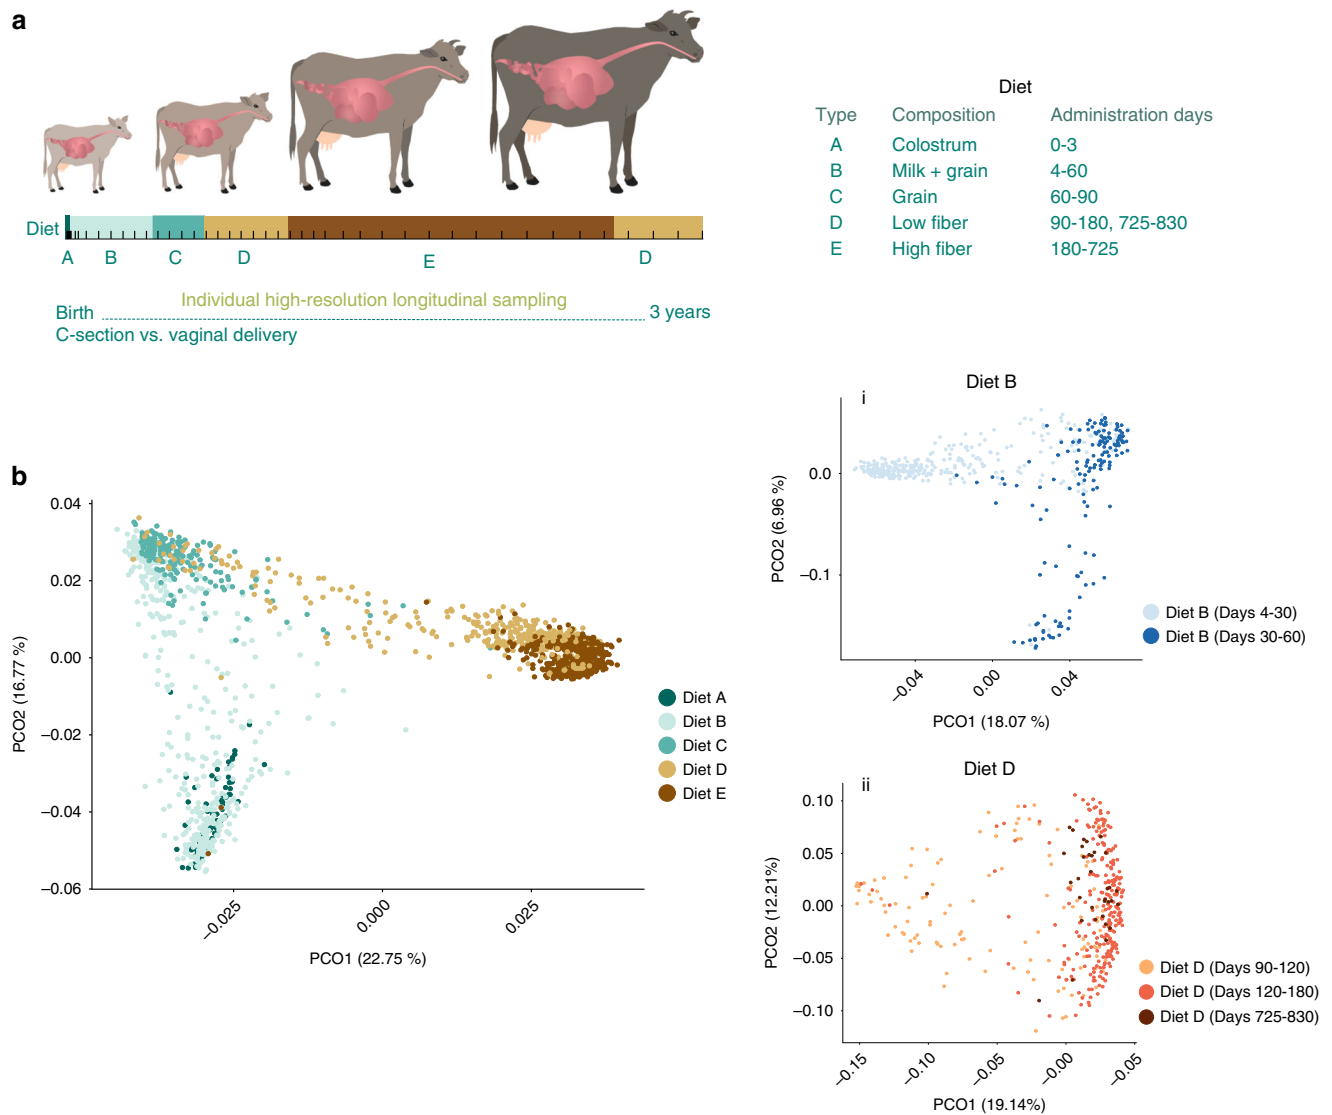 a
Diet
A B C D E D
Individual high-resolution longitudinal sampling
Birth 3 years
C-section vs. vaginal delivery
Diet
Type Composition Administration days
A Colostrum 0-3
B Milk + grain 4-60
C Grain 60-90
D Low fiber 90-180, 725-830
E High fiber 180-725
b
0.04
0.02
0.00
−0.02
−0.04
−0.06
PCO2 (16.77 %)
−0.025 0.000 0.025
PCO1 (22.75 %)
Diet A
Diet B
Diet C
Diet D
Diet E
Diet B
i
0.0
−0.1
PCO2 (6.96 %)
−0.04 0.00 0.04
PCO1 (18.07 %)
Diet B (Days 4-30)
Diet B (Days 30-60)
Diet D
ii
0.10
0.05
0.00
−0.05
−0.10
PCO2 (12.21%)
−0.15 −0.10 −0.05 −0.00 −0.05
PCO1 (19.14%)
Diet D (Days 90-120)
Diet D (Days 120-180)
Diet D (Days 725-830)